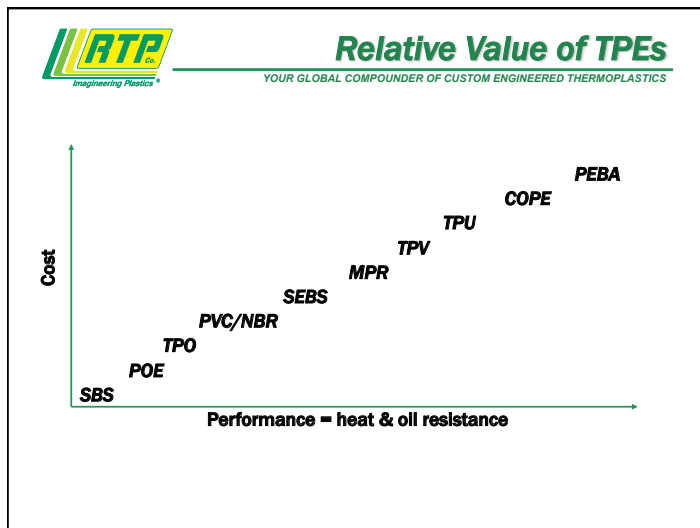 RTP Co.
Imagineering Plastics®
Relative Value of TPEs
YOUR GLOBAL COMPOUNDER OF CUSTOM ENGINEERED THERMOPLASTICS
PEBA
COPE
TPU
TPV
MPR
SEBS
PVC/NBR
TPO
POE
SBS
Cost
Performance = heat & oil resistance